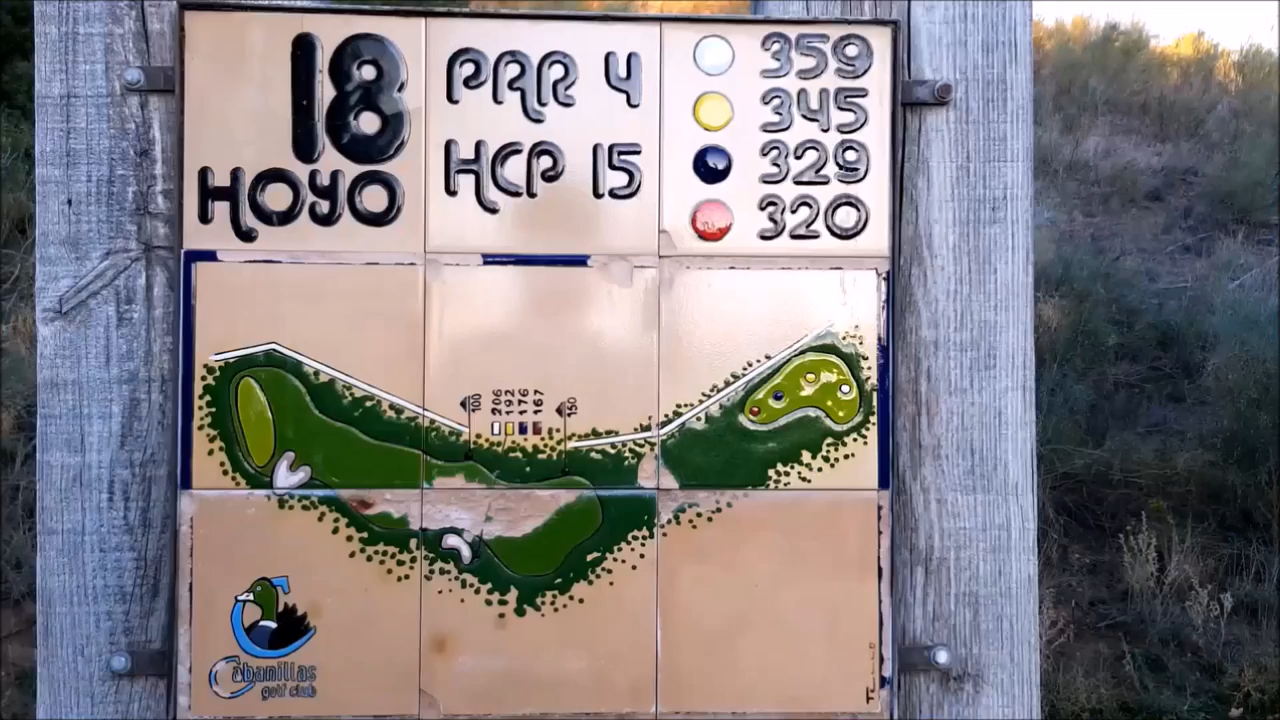 18
HOYO
PAR 4
HCP 15
359
345
329
320
100
206
192
176
167
150
Cabanillas
golf club